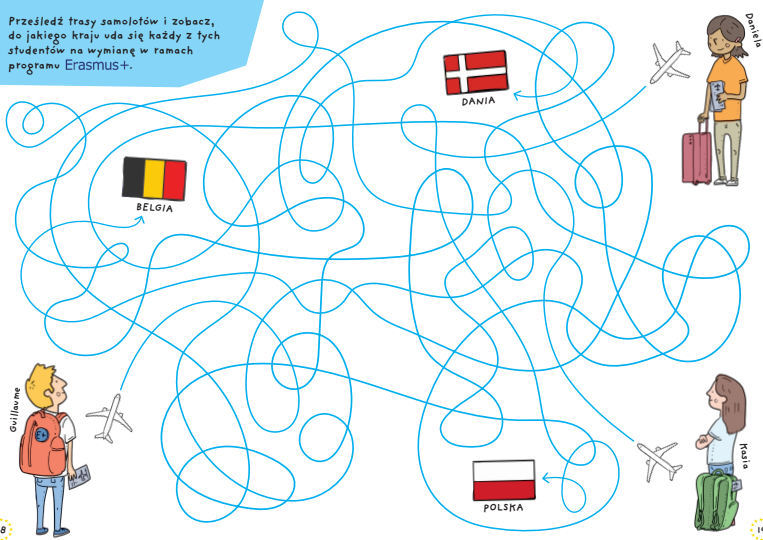 Prześledź trasy samolotów i zobacz,
do jakiego kraju uda się każdy z tych
studentów na wymianę w ramach
programu Erasmus+.
Daniela
DANIA
BELGIA
Guillaume
Kasia
POLSKA